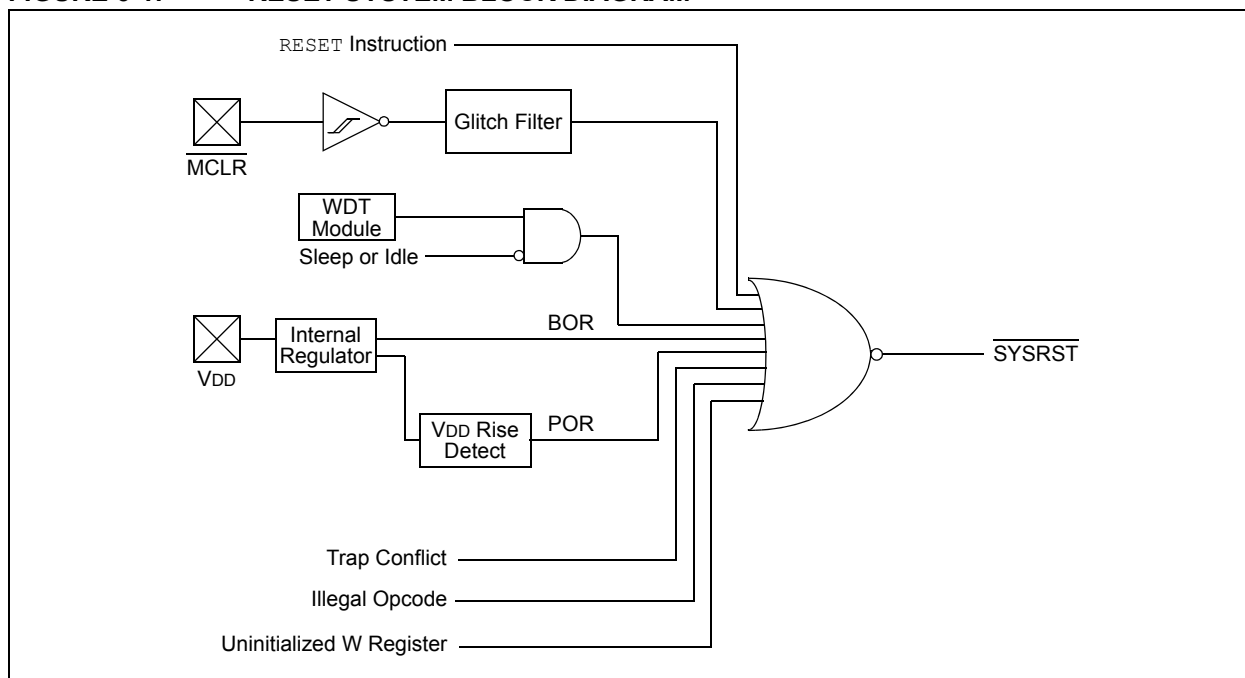 RESET Instruction
MCLR
Glitch Filter
WDT
Module
Sleep or Idle
VDD
Internal
Regulator
BOR
VDD Rise
Detect
POR
SYSRST
Trap Conflict
Illegal Opcode
Uninitialized W Register